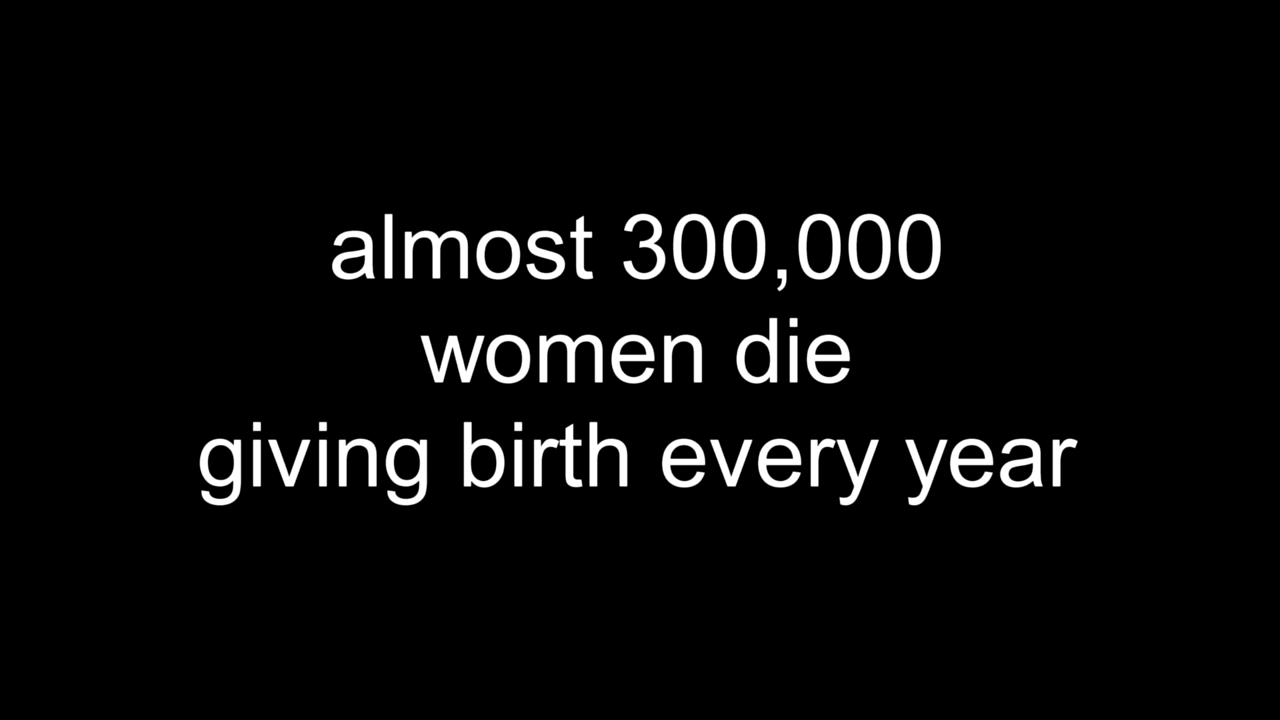 almost 300,000
women die
giving birth every year